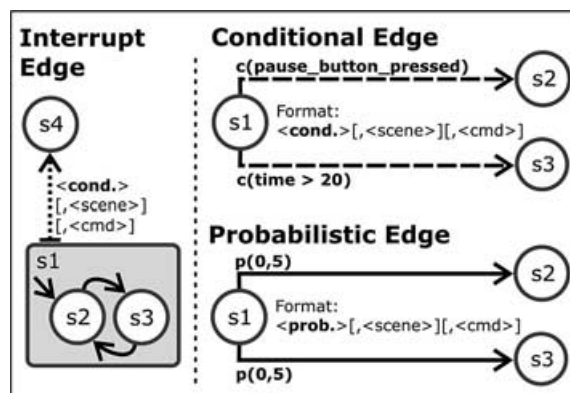 Interrupt
Edge
s4
<cond.>
[,<scene>]
[,<cmd>]
s1
s2
s3
Conditional Edge
c(pause_button_pressed)
s2
s1
Format:
<cond.>[,<scene>][,<cmd>]
s3
c(time > 20)
Probabilistic Edge
p(0,5)
s2
s1
Format:
<prob.>[,<scene>][,<cmd>]
s3
p(0,5)